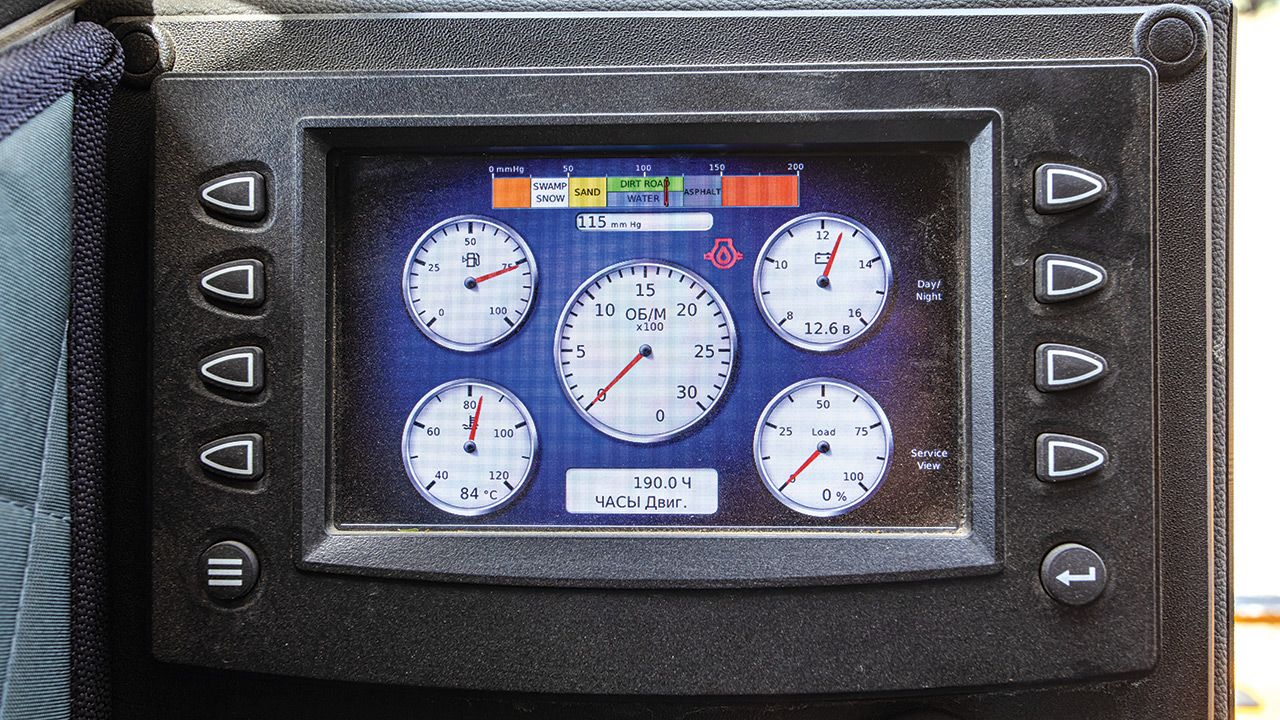 0 mmHg 50 100 150 200
SWAMP
SNOW
SAND
DIRT ROAD
WATER
ASPHALT
115 mm Hg
0 25 50 75 100
8 10 12 14 16
12.6 В
Day/
Night
0 5 10 15 20 25 30
ОБ/М
x100
0
40 60 80 100 120
84 °C
0 25 50 75 100
Load
0 %
Service
View
190.0 Ч
ЧАСЫ Двиг.